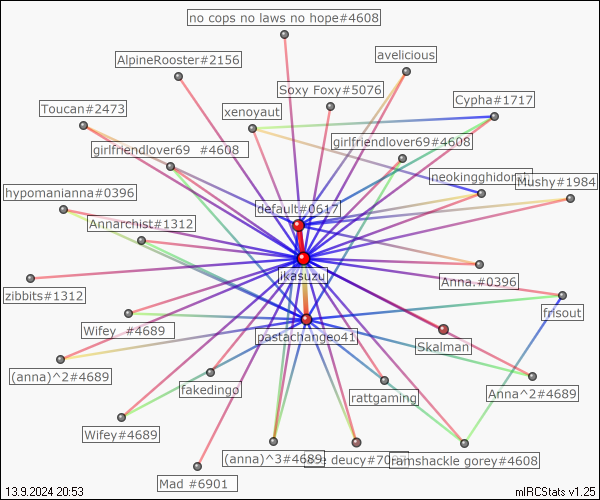 no cops no laws no hope#4608
avelicious
AlpineRooster#2156
Soxy Foxy#5076
Cypha#1717
Toucan#2473
xenoyaut
girlfriendlover69 #4608
girlfriendlover69#4608
neokingghidor
Mushy#1984
hypomanianna#0396
default#0617
Annarchist#1312
ikasuzu
Anna.#0396
zibbits#1312
frisout
Wifey #4689
pastachangeo41
Skalman
(anna)^2#4689
fakedingo
rattgaming
Anna^2#4689
Wifey#4689
(anna)^3#4689
deucy#70
ramshackle gorey#4608
Mad #6901
13.9.2024 20:53
mIRCStats v1.25